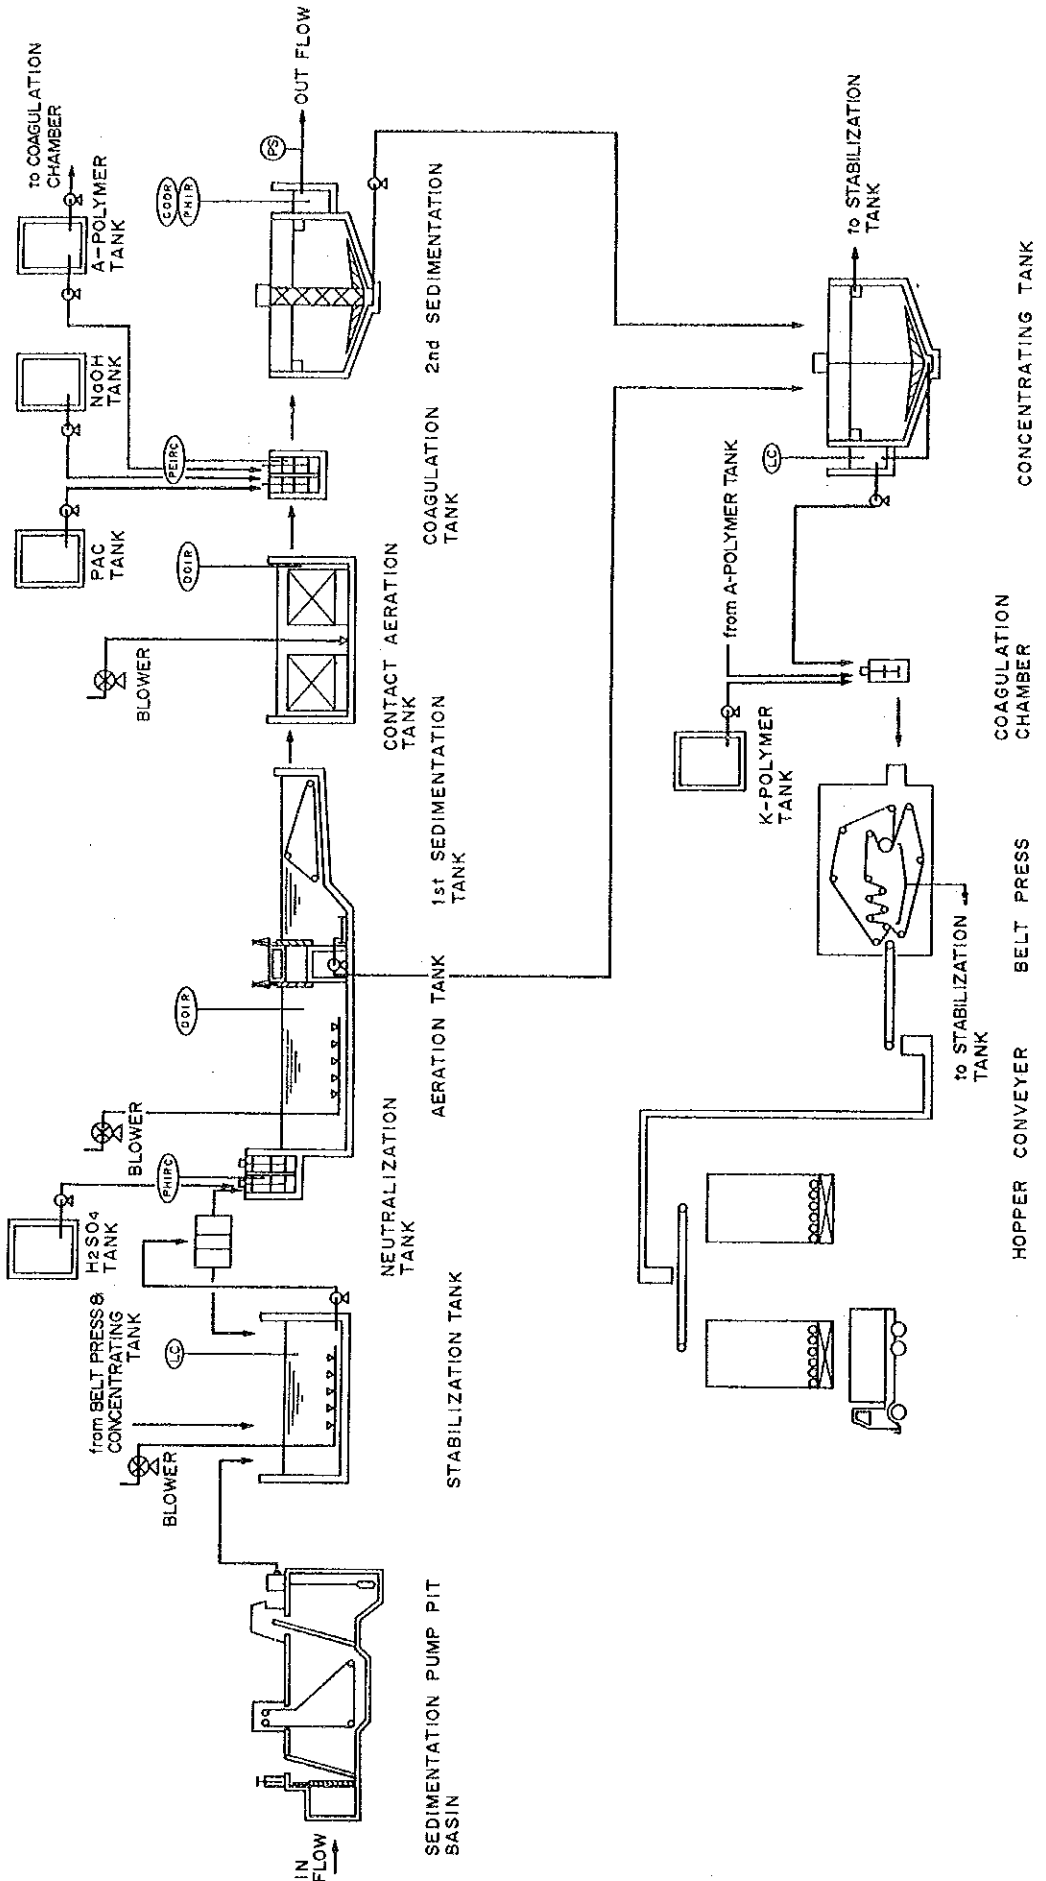 IN
FLOW
SEDIMENTATION PUMP PIT
BASIN
from BELT PRESS &
CONCENTRATING
TANK
BLOWER
LC
STABILIZATION TANK
H2SO4
TANK
PHIRC
NEUTRALIZATION
TANK
BLOWER
DOIR
AERATION TANK
1st SEDIMENTATION
TANK
BLOWER
DOIR
CONTACT AERATION
TANK
PAC
TANK
NaOH
TANK
A-POLYMER
TANK
to COAGULATION
CHAMBER
PEIRC
COAGULATION
TANK
CODR
PHIR
PS
OUT FLOW
2nd SEDIMENTATION
HOPPER CONVEYER
to STABILIZATION
TANK
BELT PRESS
K-POLYMER
TANK
from A-POLYMER TANK
COAGULATION
CHAMBER
LC
to STABILIZATION
TANK
CONCENTRATING TANK